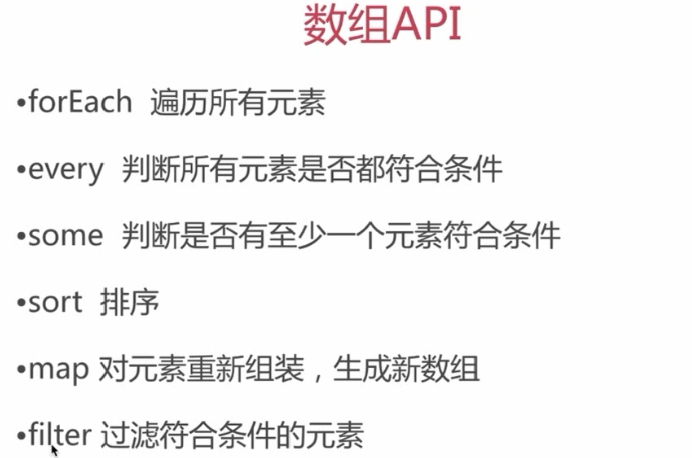 数组API
•forEach 遍历所有元素
•every 判断所有元素是否都符合条件
•some 判断是否有至少一个元素符合条件
•sort 排序
•map 对元素重新组装，生成新数组
•filter 过滤符合条件的元素